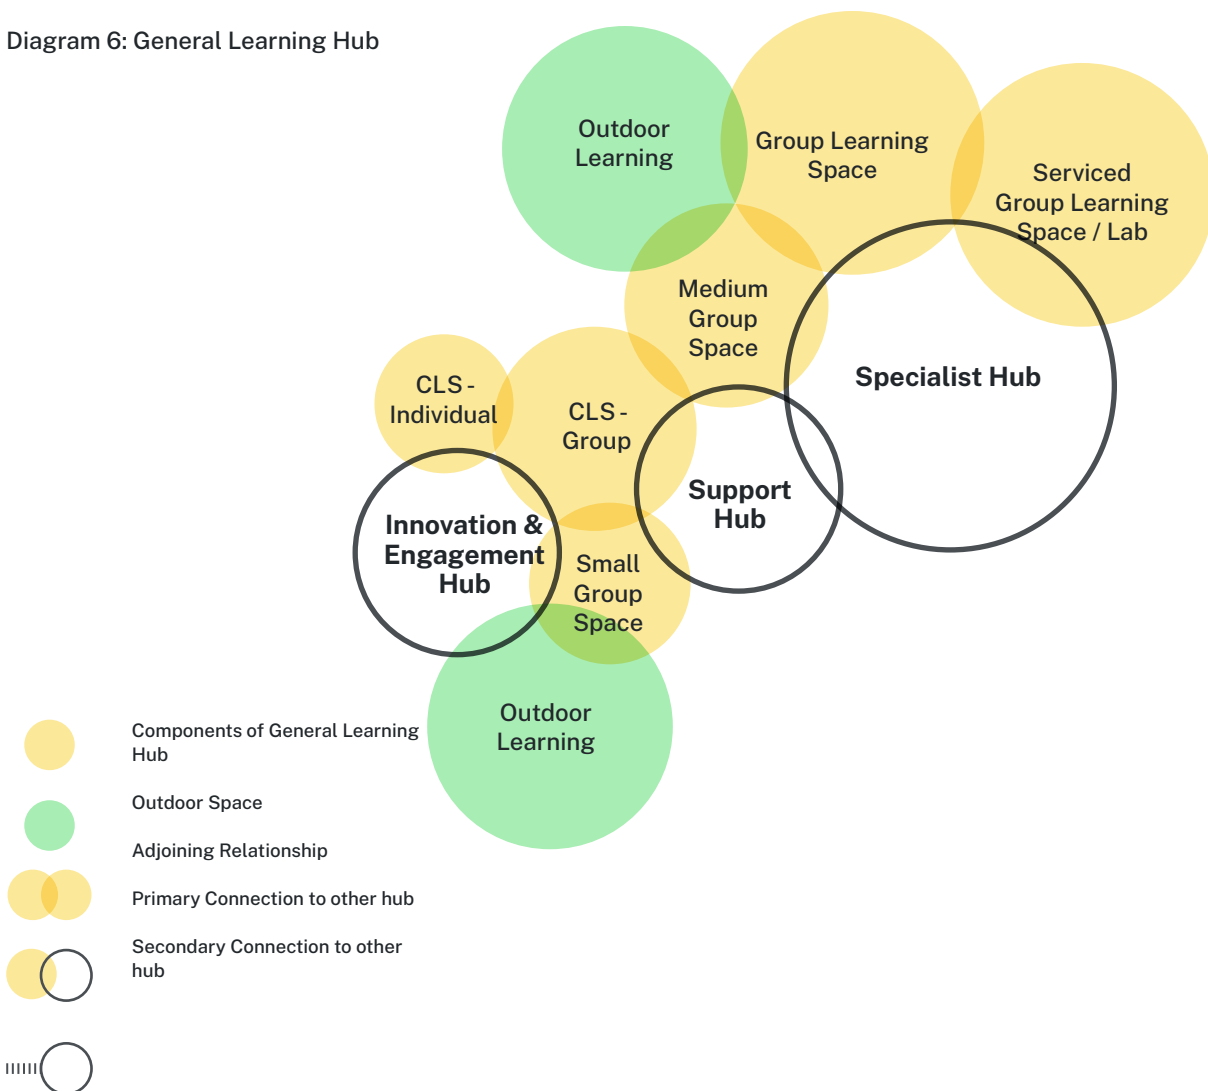 Diagram 6: General Learning Hub
Outdoor
Learning
Group Learning
Space
Serviced
Group Learning
Space / Lab
Medium
Group
Space
Specialist Hub
CLS -
Individual
CLS -
Group
Support
Hub
Innovation &
Engagement
Hub
Small
Group
Space
Outdoor
Learning
Components of General Learning
Hub
Outdoor Space
Adjoining Relationship
Primary Connection to other hub
Secondary Connection to other
hub